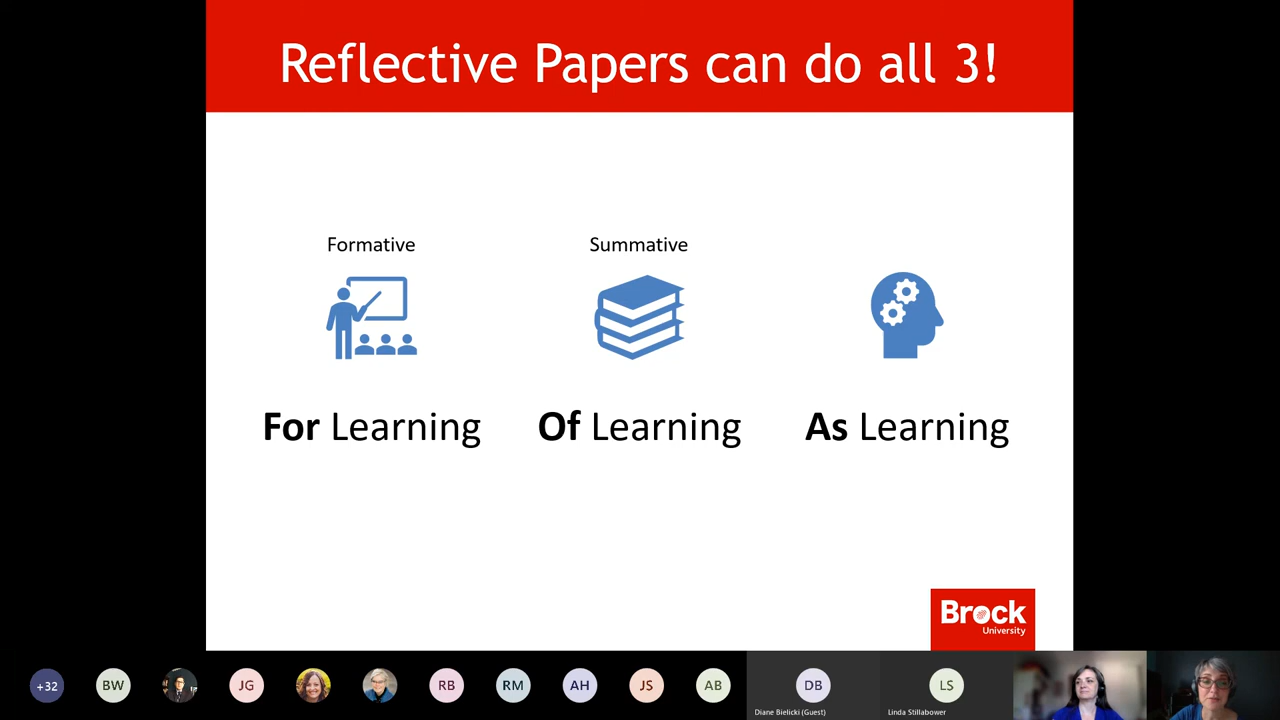 Reflective Papers can do all 3!
Formative
Summative
For Learning
Of Learning
As Learning
Brock
University
+32
BW
JG
RB
RM
AH
JS
AB
DB
LS
Diane Bielicki (Guest)
Linda Stillabower